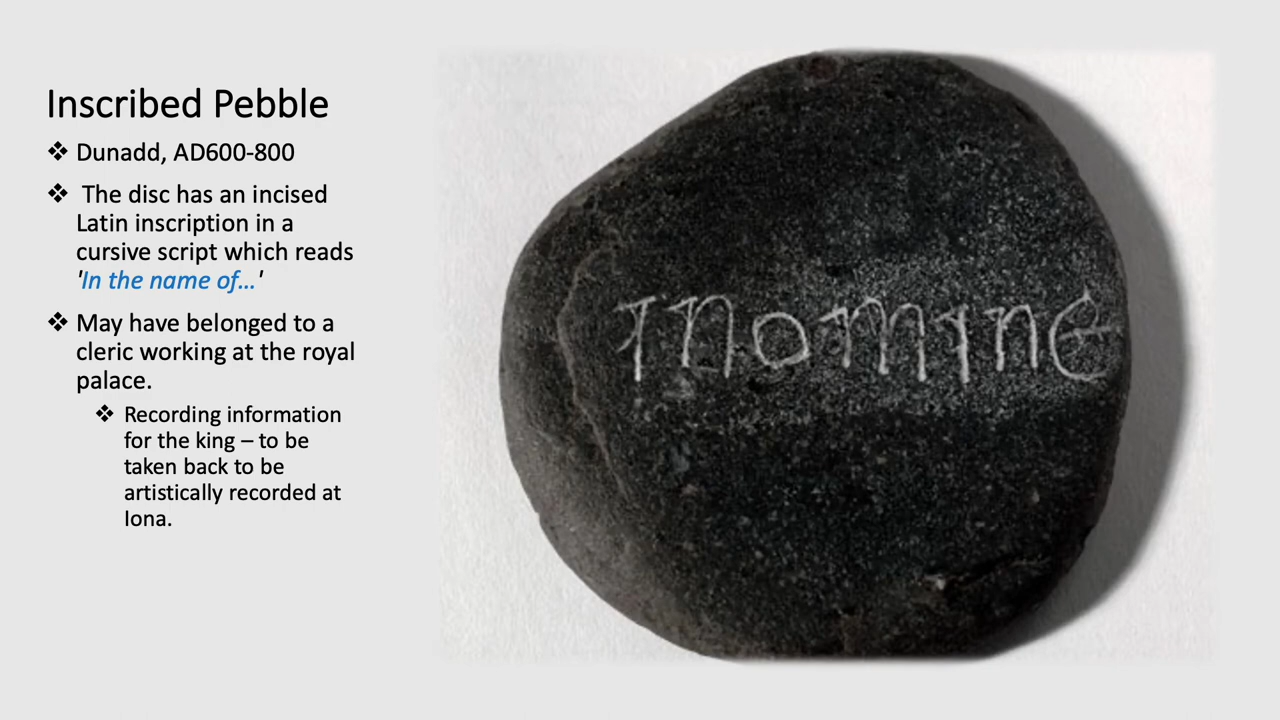 Inscribed Pebble
❖ Dunadd, AD600-800
❖ The disc has an incised
Latin inscription in a
cursive script which reads
'In the name of…'
❖ May have belonged to a
cleric working at the royal
palace.
❖ Recording information
for the king – to be
taken back to be
artistically recorded at
Iona.
inomine